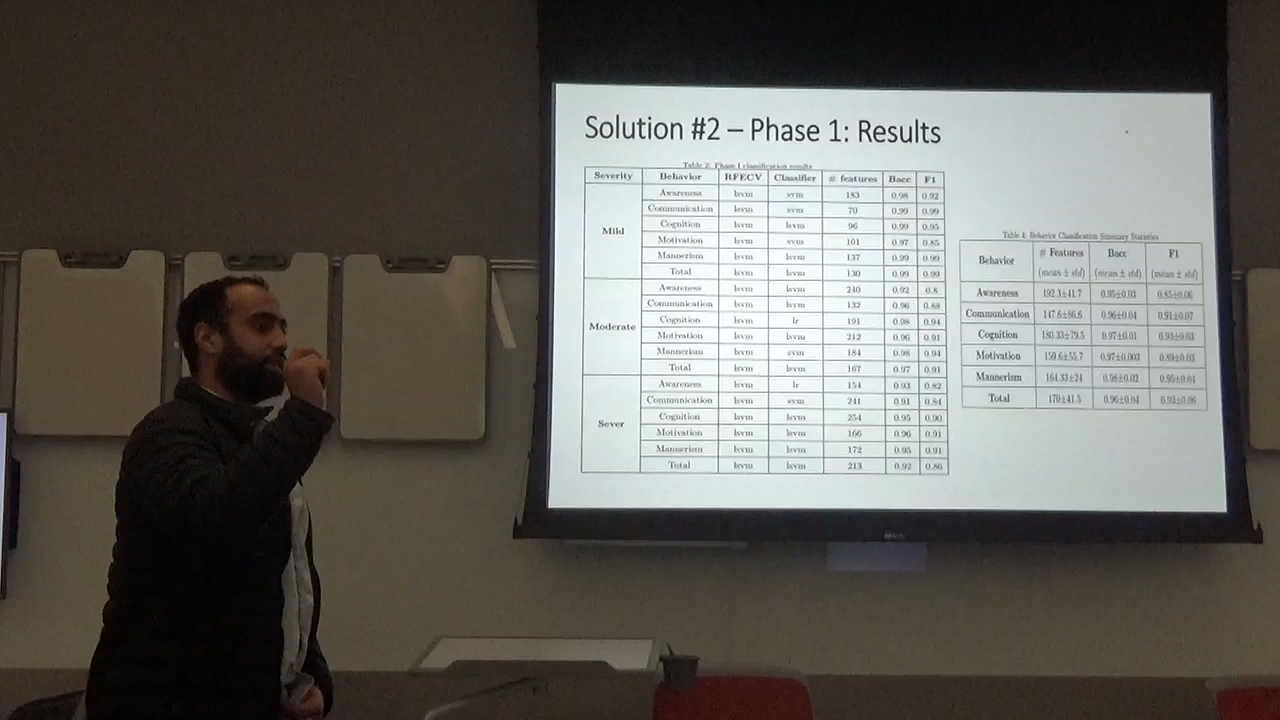 Solution #2 – Phase 1: Results
Table 2: Phase I classification results
Severity Behavior RFECV Classifier # features Bacc F1
Mild
Awareness lsvm svm 183 0.98 0.92
Communication lsvm svm 70 0.99 0.99
Cognition lsvm lsvm 96 0.99 0.95
Motivation lsvm svm 101 0.97 0.85
Mannerism lsvm lsvm 137 0.99 0.99
Total lsvm lsvm 130 0.99 0.99
Moderate
Awareness lsvm lsvm 240 0.92 0.8
Communication lsvm lsvm 132 0.96 0.88
Cognition lsvm lr 191 0.98 0.94
Motivation lsvm lsvm 212 0.96 0.91
Mannerism lsvm svm 184 0.98 0.94
Total lsvm lsvm 167 0.97 0.91
Sever
Awareness lsvm lr 154 0.93 0.82
Communication lsvm svm 241 0.91 0.84
Cognition lsvm lsvm 254 0.95 0.90
Motivation lsvm lsvm 166 0.96 0.91
Mannerism lsvm lsvm 172 0.95 0.91
Total lsvm lsvm 213 0.92 0.86
Table 4: Behavior Classification Summary Statistics
Behavior # Features Bacc F1
(mean ± std) (mean ± std) (mean ± std)
Awareness 192.3±41.7 0.95±0.03 0.85±0.06
Communication 147.6±86.6 0.96±0.04 0.91±0.07
Cognition 180.33±79.5 0.97±0.01 0.93±0.03
Motivation 159.6±55.7 0.97±0.003 0.89±0.03
Mannerism 164.33±24 0.98±0.02 0.95±0.04
Total 170±41.5 0.96±0.04 0.93±0.06